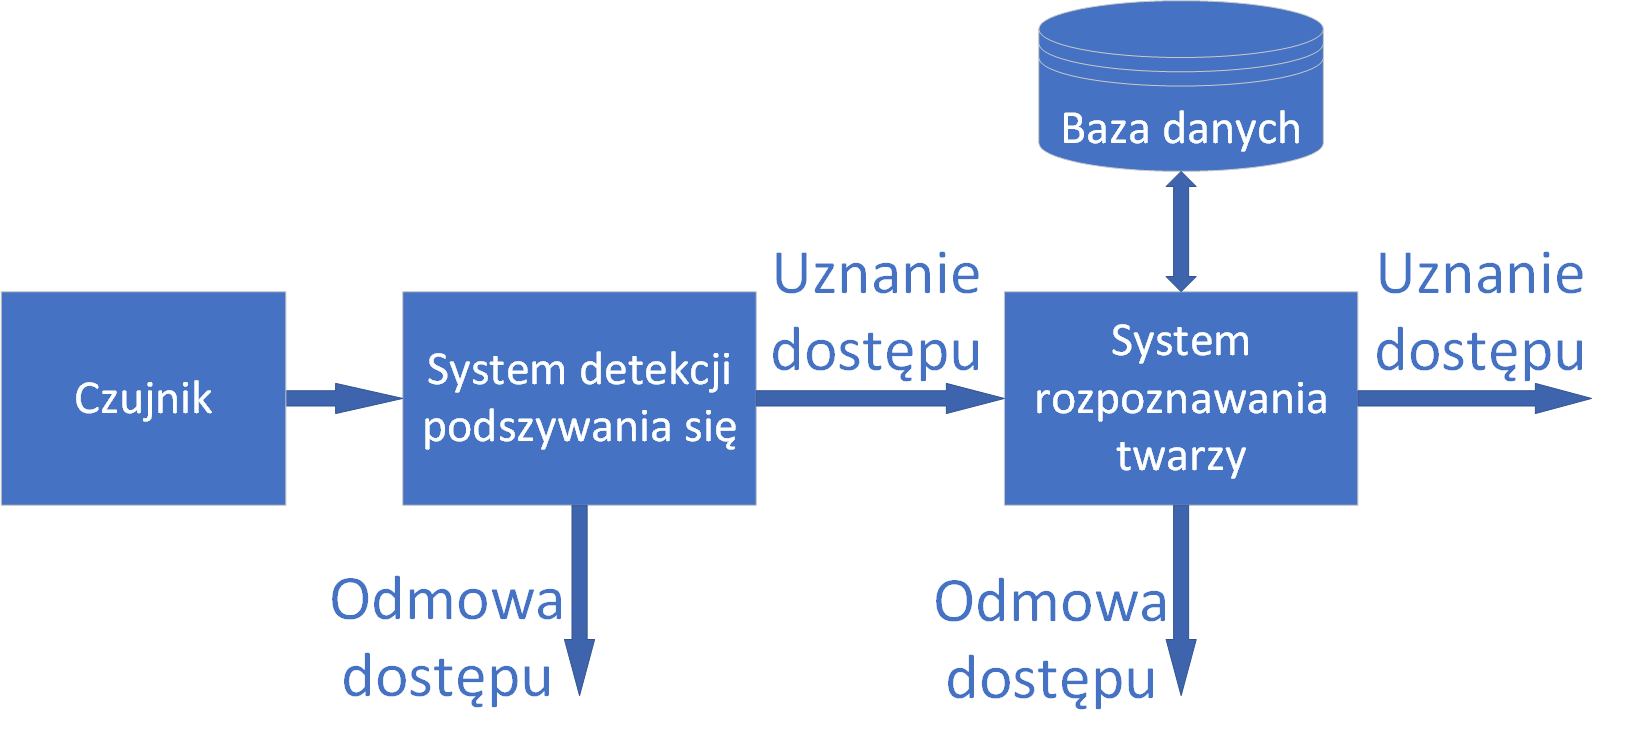 Baza danych
Uznanie
dostępu
Uznanie
dostępu
Czujnik
System detekcji
podszywania się
System
rozpoznawania
twarzy
Odmowa
dostępu
Odmowa
dostępu